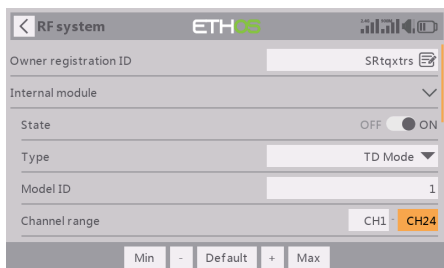 RF system ETHOS
Owner registration ID SRtqxtrs
Internal module
State OFF ON
Type TD Mode
Model ID 1
Channel range CH1 - CH24
Min - Default + Max